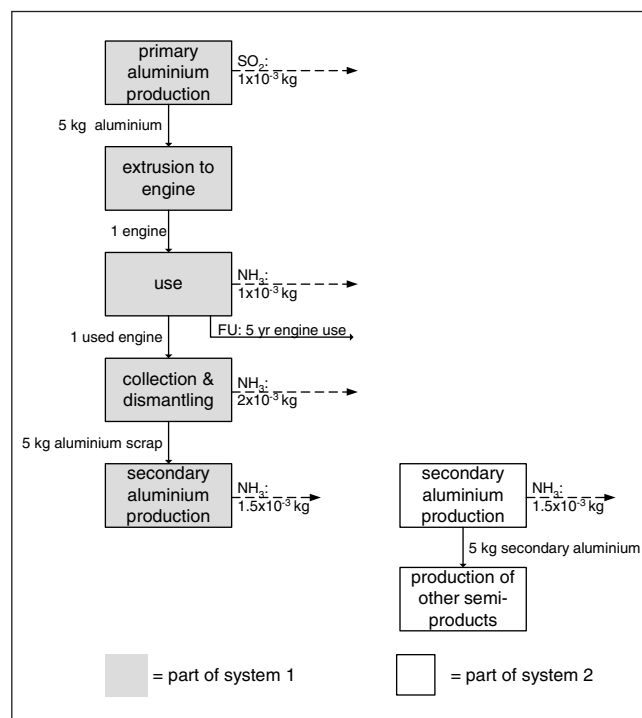 primary
aluminium
production
SO₂:
1x10⁻³ kg
5 kg aluminium
extrusion to
engine
1 engine
use
NH₃:
1x10⁻³ kg
FU: 5 yr engine use
1 used engine
collection &
dismantling
NH₃:
2x10⁻³ kg
5 kg aluminium scrap
secondary
aluminium
production
NH₃:
1.5x10⁻³ kg
secondary
aluminium
production
NH₃:
1.5x10⁻³ kg
5 kg secondary aluminium
production of
other semi-
products
= part of system 1
= part of system 2